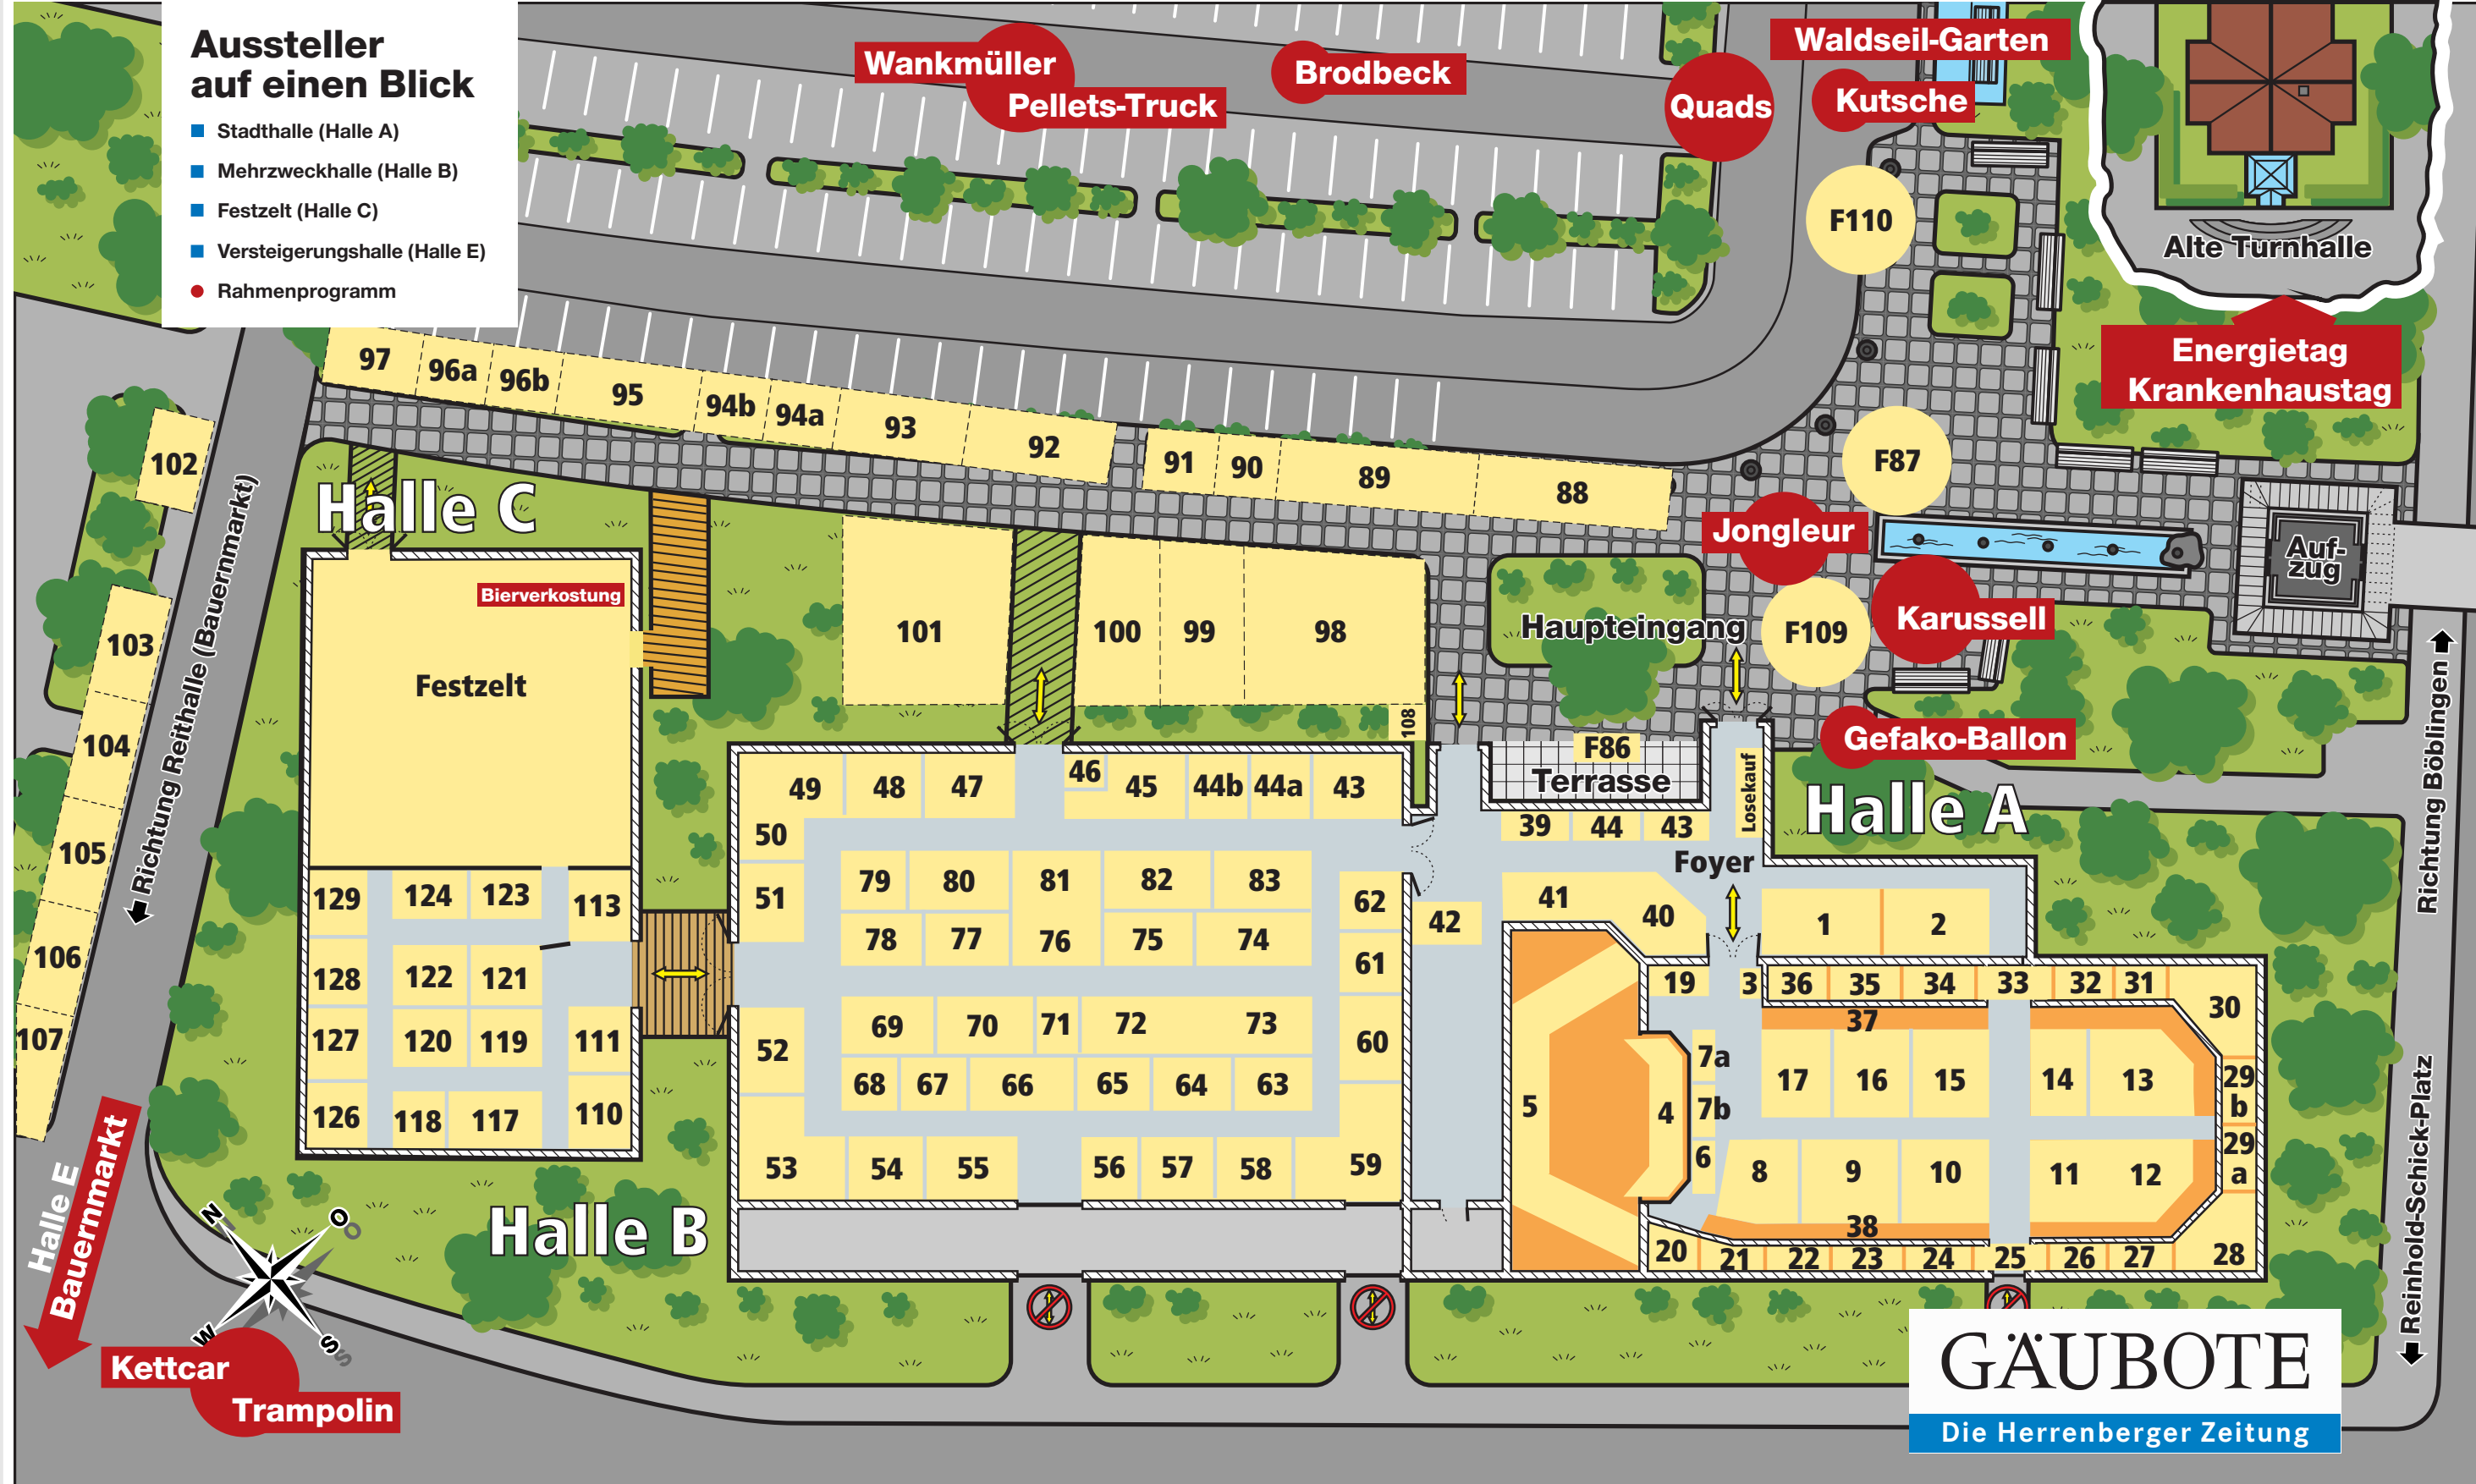 Aussteller
auf einen Blick
Stadthalle (Halle A)
Mehrzweckhalle (Halle B)
Festzelt (Halle C)
Versteigerungshalle (Halle E)
Rahmenprogramm
Wankmüller
Pellets-Truck
Brodbeck
Quads
Waldseil-Garten
Kutsche
F110
Alte Turnhalle
Energietag
Krankenhaustag
97
96a
96b
95
94b
94a
93
92
91
90
89
88
F87
102
103
104
105
106
107
Richtung Reithalle (Bauernmarkt)
Halle C
Bierverkostung
Festzelt
101
100
99
98
108
Jongleur
Haupteingang
F109
Karussell
Auf-
zug
Gefako-Ballon
F86
Terrasse
Losekauf
Halle A
Richtung Böblingen
Reinhold-Schick-Platz
49
48
47
46
45
44b
44a
43
39
44
43
Foyer
50
51
79
80
81
82
83
62
42
41
40
1
2
78
77
76
75
74
61
129
124
123
113
128
122
121
127
120
119
111
126
118
117
110
52
69
70
71
72
73
60
68
67
66
65
64
63
53
54
55
56
57
58
59
19
3
36
35
34
33
32
31
30
37
5
4
7a
7b
6
17
16
15
14
13
29
b
29
a
8
9
10
11
12
38
20
21
22
23
24
25
26
27
28
Halle B
Halle E
Bauernmarkt
N
O
W
S
Kettcar
Trampolin
GÄUBOTE
Die Herrenberger Zeitung